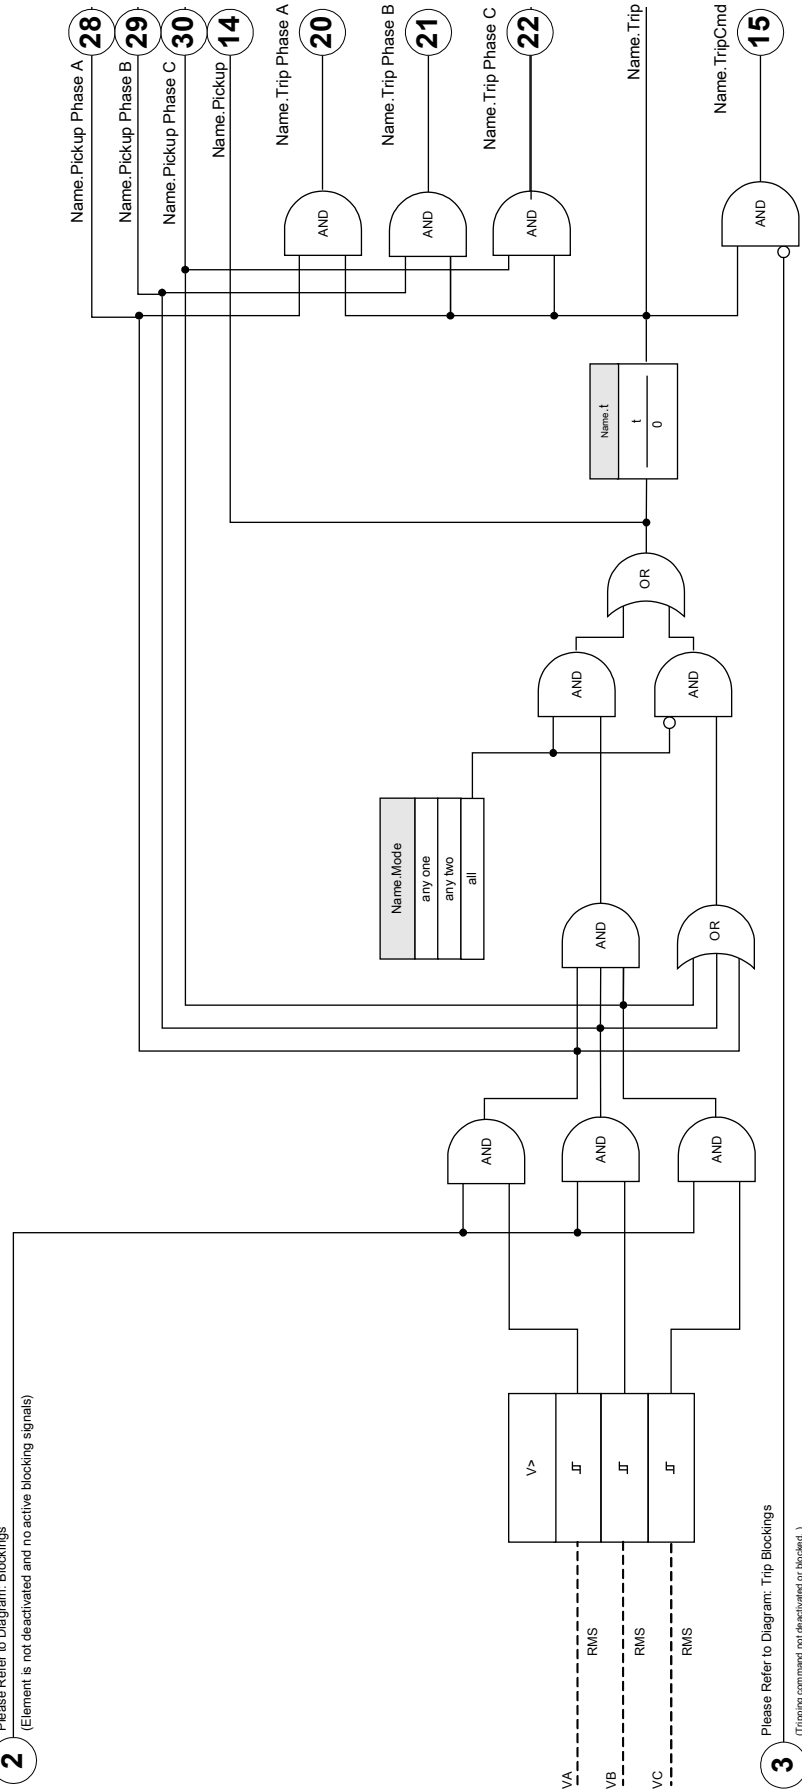 2
Please Refer to Diagram: Blockings
(Element is not deactivated and no active blocking signals)
VA
VB
VC
RMS
RMS
RMS
V>
AND
AND
AND
AND
OR
Name.Mode
any one
any two
all
AND
AND
OR
Name.t
t
0
AND
AND
AND
AND
Name.Pickup Phase A
28
Name.Pickup Phase B
29
Name.Pickup Phase C
30
Name.Pickup
14
Name.Trip Phase A
20
Name.Trip Phase B
21
Name.Trip Phase C
22
Name.Trip
Name.TripCmd
15
3
Please Refer to Diagram: Trip Blockings
(Tripping command not deactivated or blocked. )